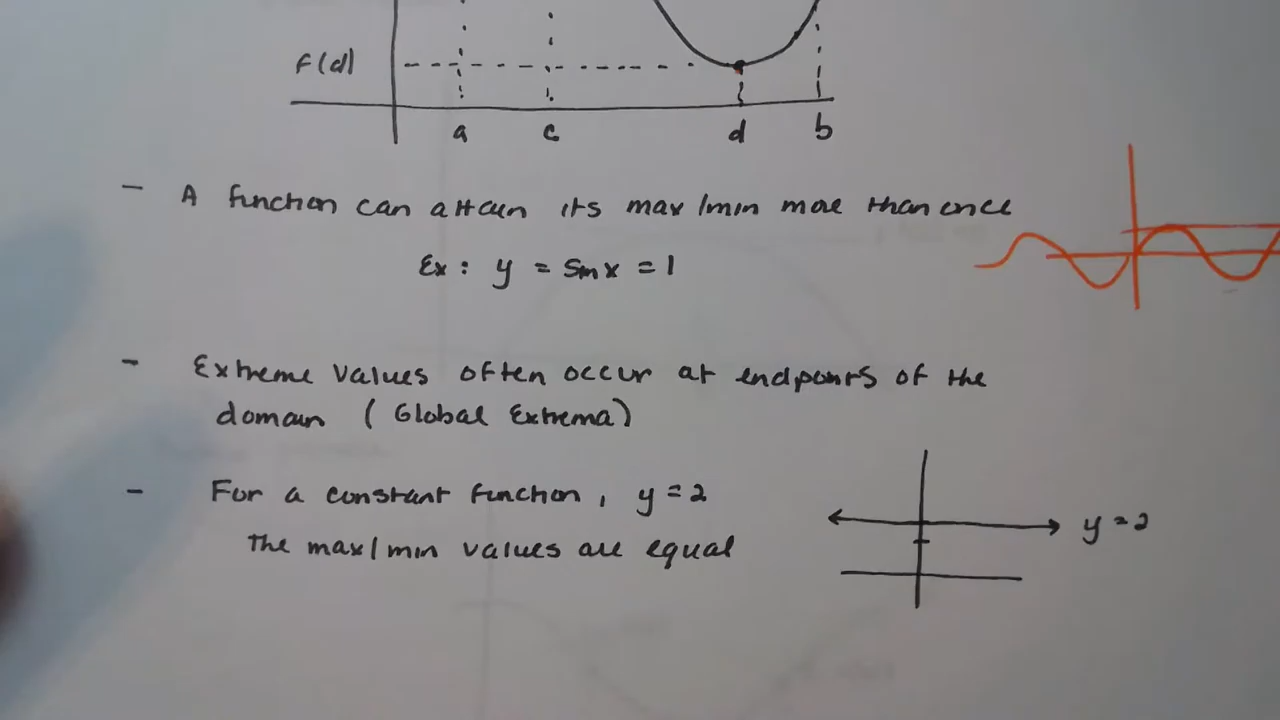 f(d)
a c d b
- A function can attain its max/min more than once
Ex: y = sin x = 1
- Extreme values often occur at endpoints of the
domain (Global Extrema)
- For a constant function, y = 2
the max/min values are equal
y = 2